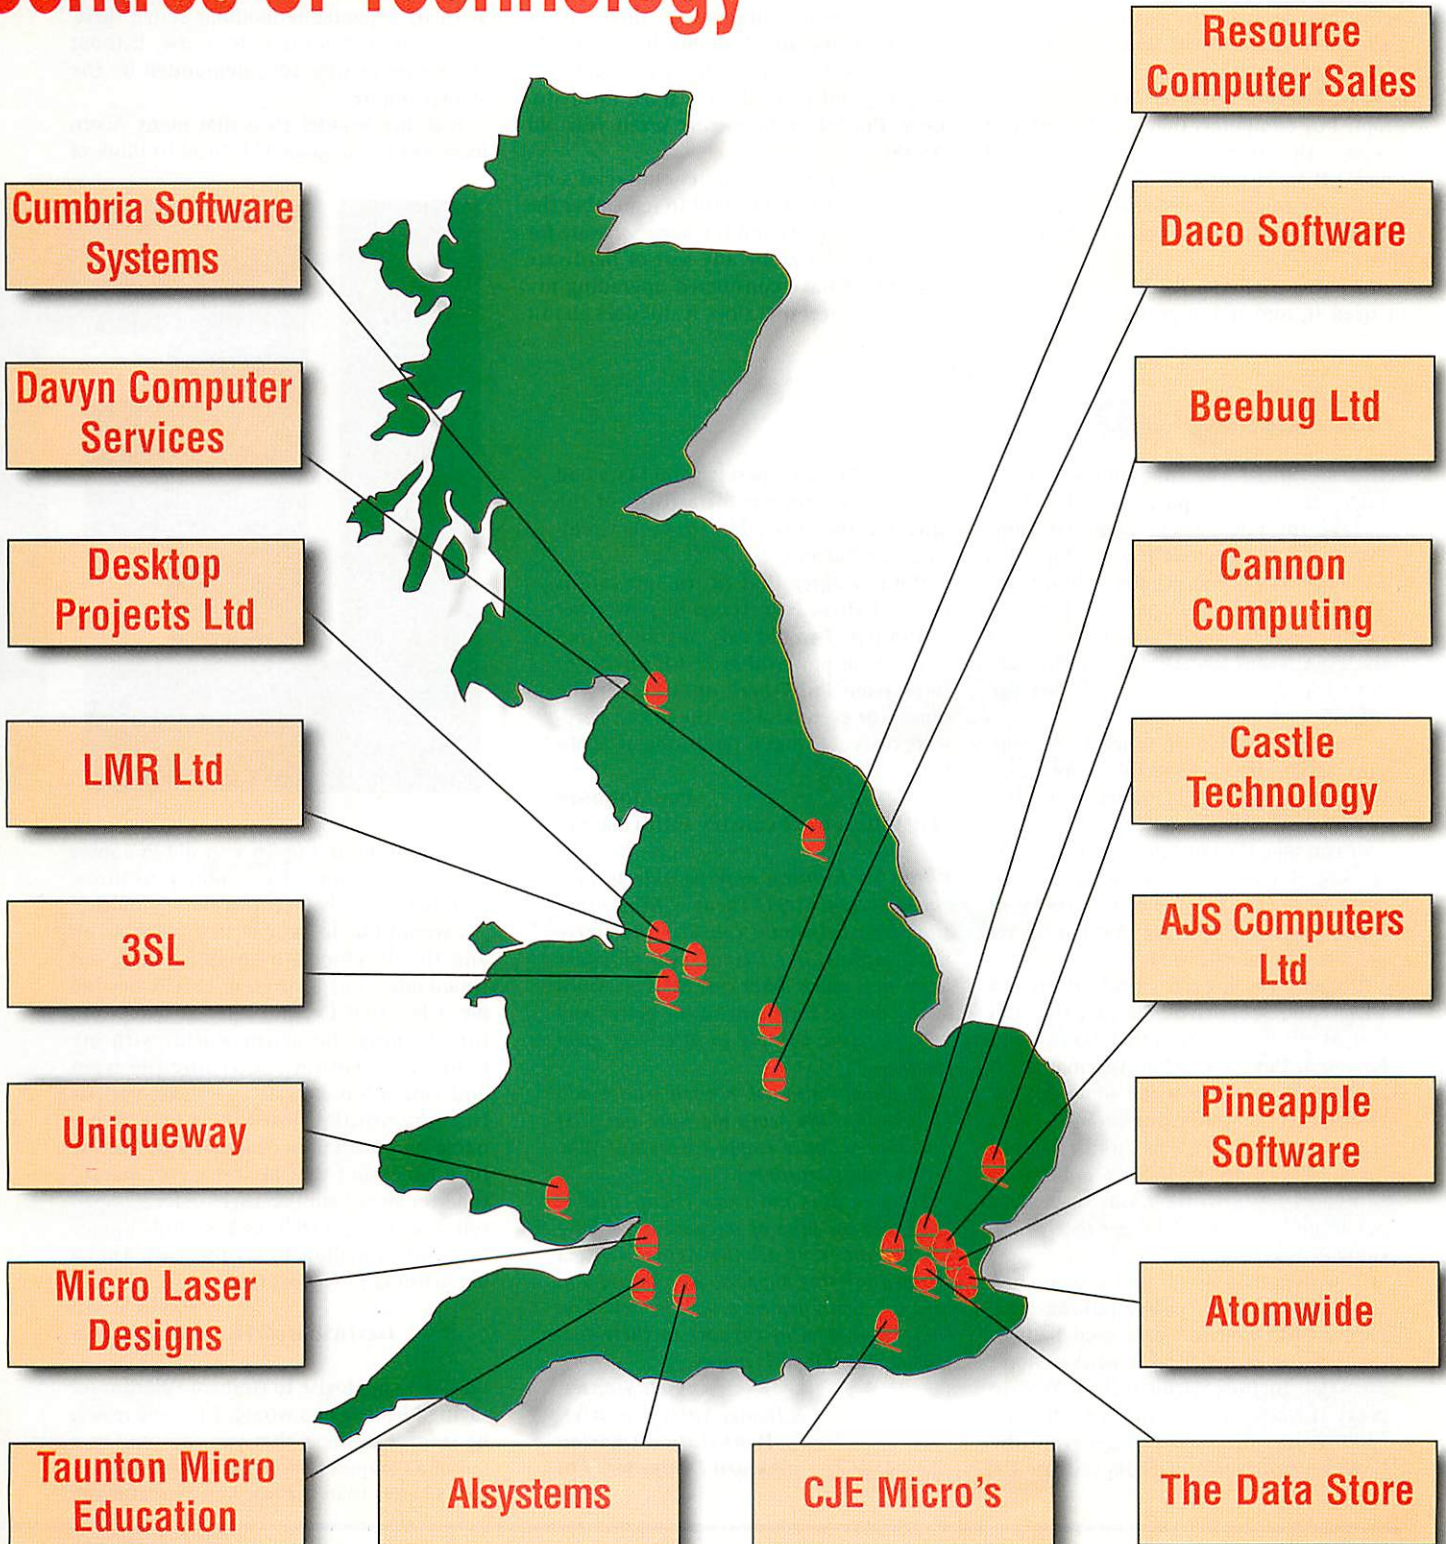 Centres of Technology
Resource
Computer Sales
Cumbria Software
Systems
Daco Software
Davyn Computer
Services
Beebug Ltd
Desktop
Projects Ltd
Cannon
Computing
LMR Ltd
Castle
Technology
3SL
AJS Computers
Ltd
Uniqueway
Pineapple
Software
Micro Laser
Designs
Atomwide
Taunton Micro
Education
Alsystems
CJE Micro's
The Data Store